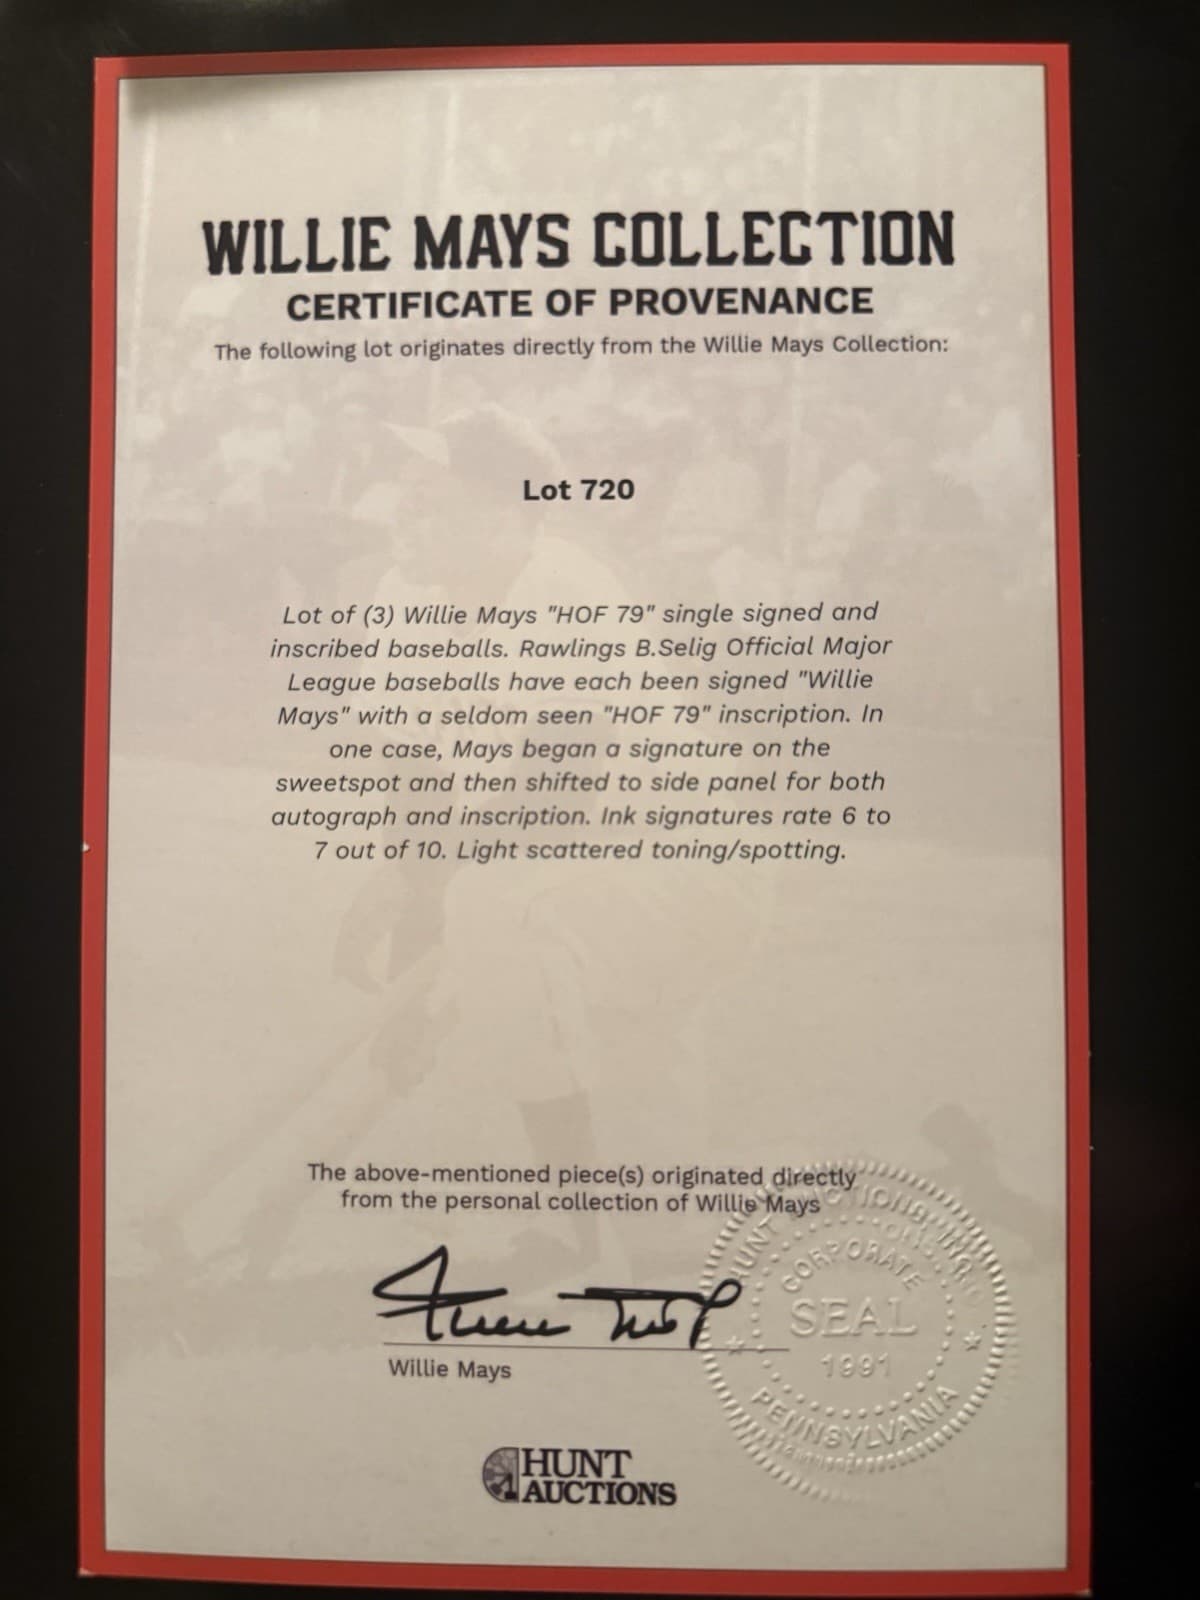 WILLIE MAYS COLLECTION
CERTIFICATE OF PROVENANCE
The following lot originates directly from the Willie Mays Collection:
Lot 720
Lot of (3) Willie Mays "HOF 79" single signed and
inscribed baseballs. Rawlings B.Selig Official Major
League baseballs have each been signed "Willie
Mays" with a seldom seen "HOF 79" inscription. In
one case, Mays began a signature on the
sweetspot and then shifted to side panel for both
autograph and inscription. Ink signatures rate 6 to
7 out of 10. Light scattered toning/spotting.
The above-mentioned piece(s) originated directly
from the personal collection of Willie Mays
Willie Mays
HUNT AUCTIONS, INC.
CORPORATE
SEAL
1991
PENNSYLVANIA
HUNT
AUCTIONS